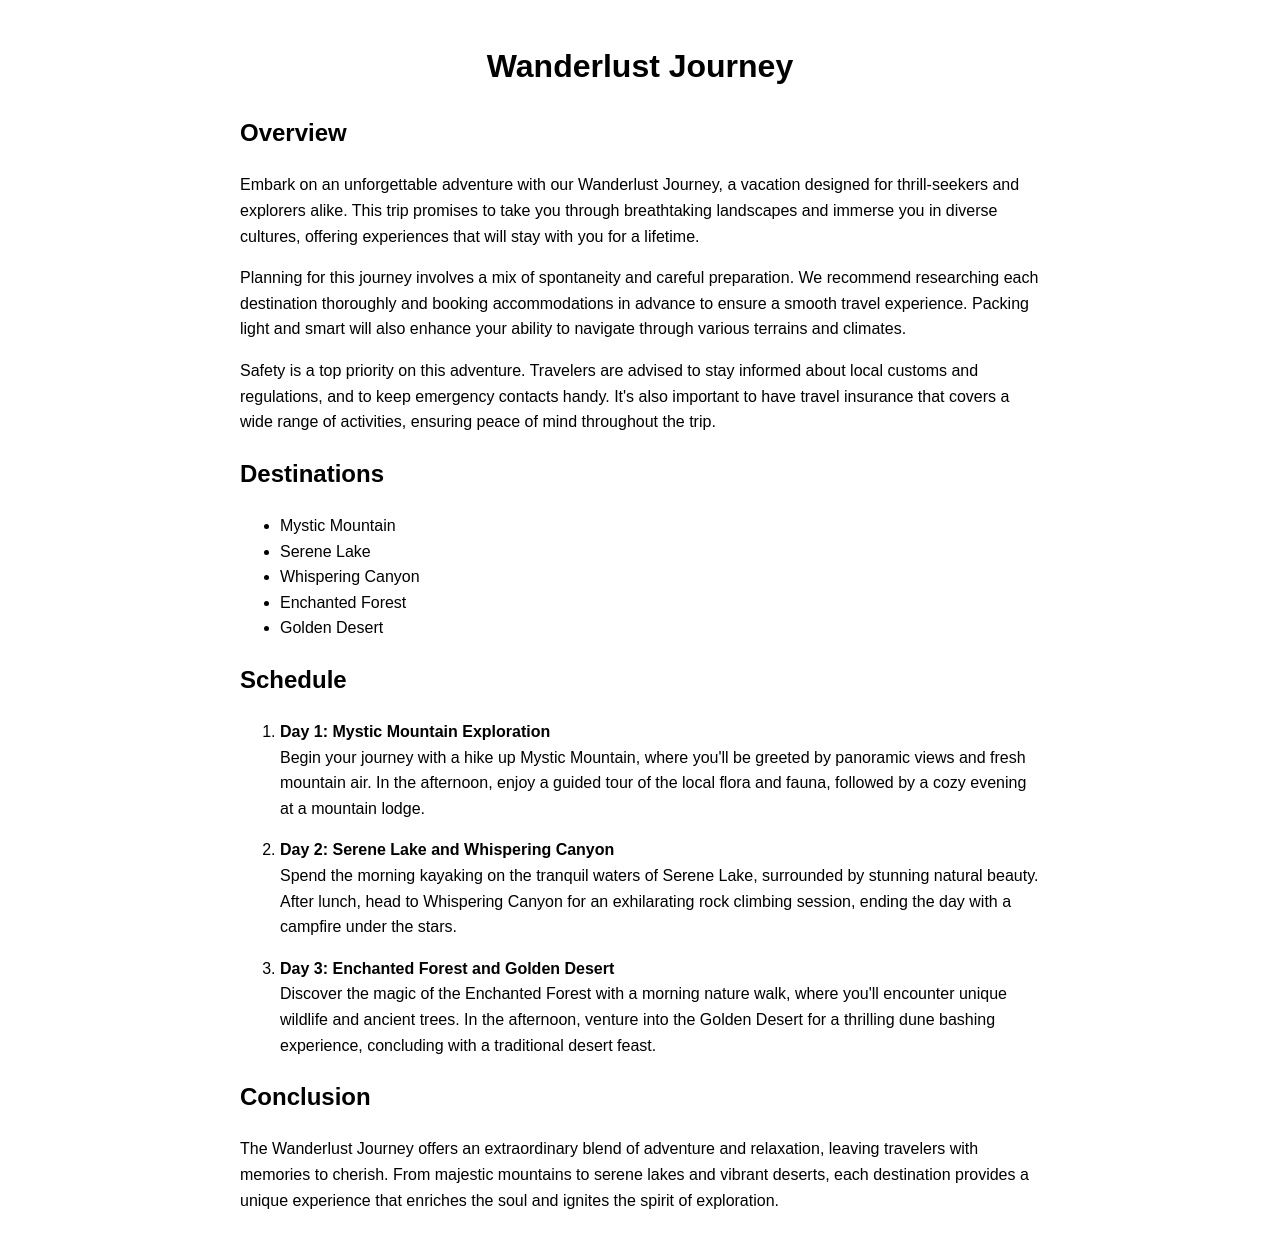 Wanderlust Journey
Overview
Embark on an unforgettable adventure with our Wanderlust Journey, a vacation designed for thrill-seekers and
explorers alike. This trip promises to take you through breathtaking landscapes and immerse you in diverse
cultures, offering experiences that will stay with you for a lifetime.
Planning for this journey involves a mix of spontaneity and careful preparation. We recommend researching each
destination thoroughly and booking accommodations in advance to ensure a smooth travel experience. Packing
light and smart will also enhance your ability to navigate through various terrains and climates.
Safety is a top priority on this adventure. Travelers are advised to stay informed about local customs and
regulations, and to keep emergency contacts handy. It's also important to have travel insurance that covers a
wide range of activities, ensuring peace of mind throughout the trip.
Destinations
• Mystic Mountain
• Serene Lake
• Whispering Canyon
• Enchanted Forest
• Golden Desert
Schedule
1. Day 1: Mystic Mountain Exploration
Begin your journey with a hike up Mystic Mountain, where you'll be greeted by panoramic views and fresh
mountain air. In the afternoon, enjoy a guided tour of the local flora and fauna, followed by a cozy evening
at a mountain lodge.
2. Day 2: Serene Lake and Whispering Canyon
Spend the morning kayaking on the tranquil waters of Serene Lake, surrounded by stunning natural beauty.
After lunch, head to Whispering Canyon for an exhilarating rock climbing session, ending the day with a
campfire under the stars.
3. Day 3: Enchanted Forest and Golden Desert
Discover the magic of the Enchanted Forest with a morning nature walk, where you'll encounter unique
wildlife and ancient trees. In the afternoon, venture into the Golden Desert for a thrilling dune bashing
experience, concluding with a traditional desert feast.
Conclusion
The Wanderlust Journey offers an extraordinary blend of adventure and relaxation, leaving travelers with
memories to cherish. From majestic mountains to serene lakes and vibrant deserts, each destination provides a
unique experience that enriches the soul and ignites the spirit of exploration.